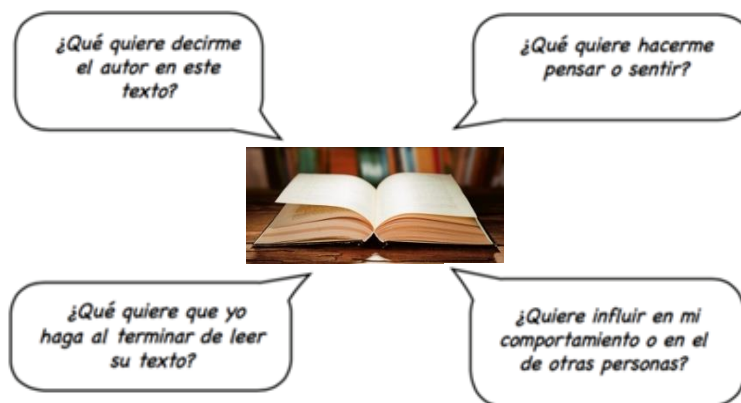 ¿Qué quiere decirme
el autor en este
texto?
¿Qué quiere hacerme
pensar o sentir?
¿Qué quiere que yo
haga al terminar de leer
su texto?
¿Quiere influir en mi
comportamiento o en el
de otras personas?